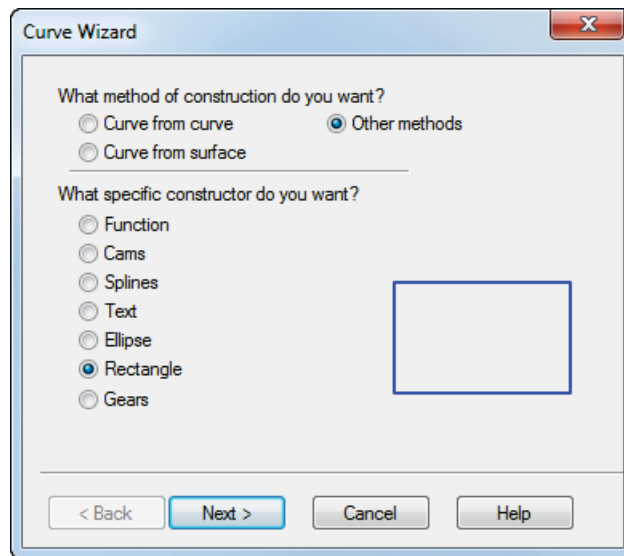 Curve Wizard
What method of construction do you want?
Curve from curve Other methods
Curve from surface
What specific constructor do you want?
Function
Cams
Splines
Text
Ellipse
Rectangle
Gears
< Back Next > Cancel Help